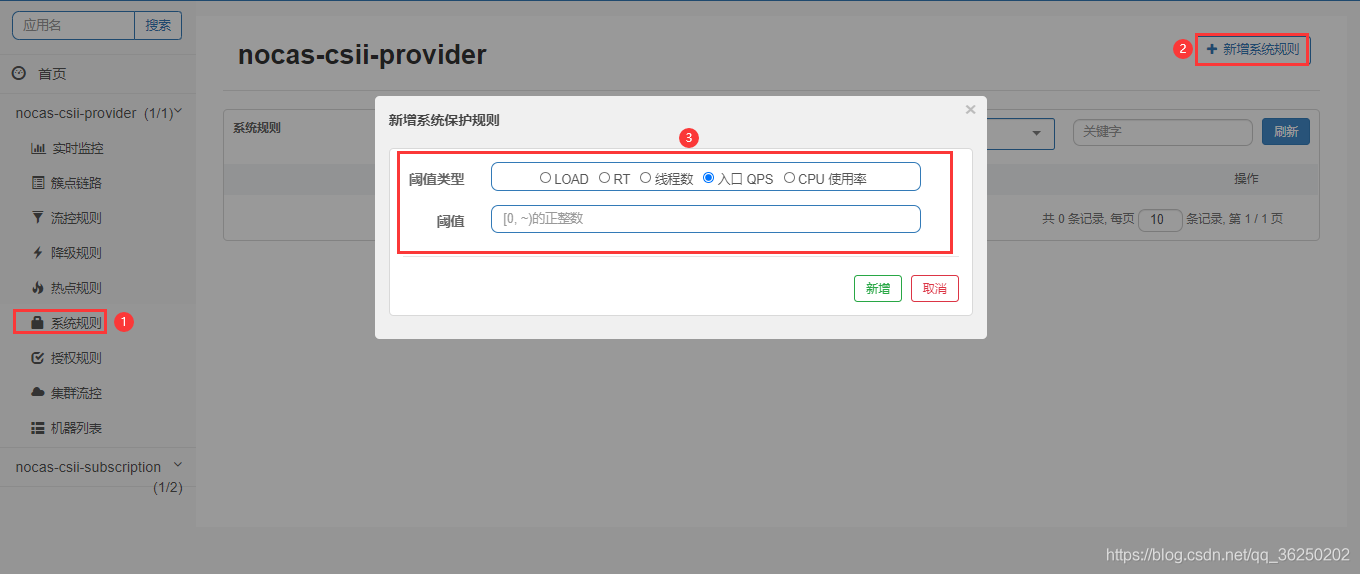 应用名 搜索
首页
nocas-csii-provider (1/1)
实时监控
簇点链路
流控规则
降级规则
热点规则
系统规则 1
授权规则
集群流控
机器列表
nocas-csii-subscription
(1/2)
nocas-csii-provider
2 新增系统规则
系统规则
关键字 刷新
操作
共 0 条记录, 每页 10 条记录, 第 1 / 1 页
新增系统保护规则 ×
3
阈值类型 LOAD RT 线程数 入口 QPS CPU 使用率
阈值 [0, ~)的正整数
新增 取消
https://blog.csdn.net/qq_36250202